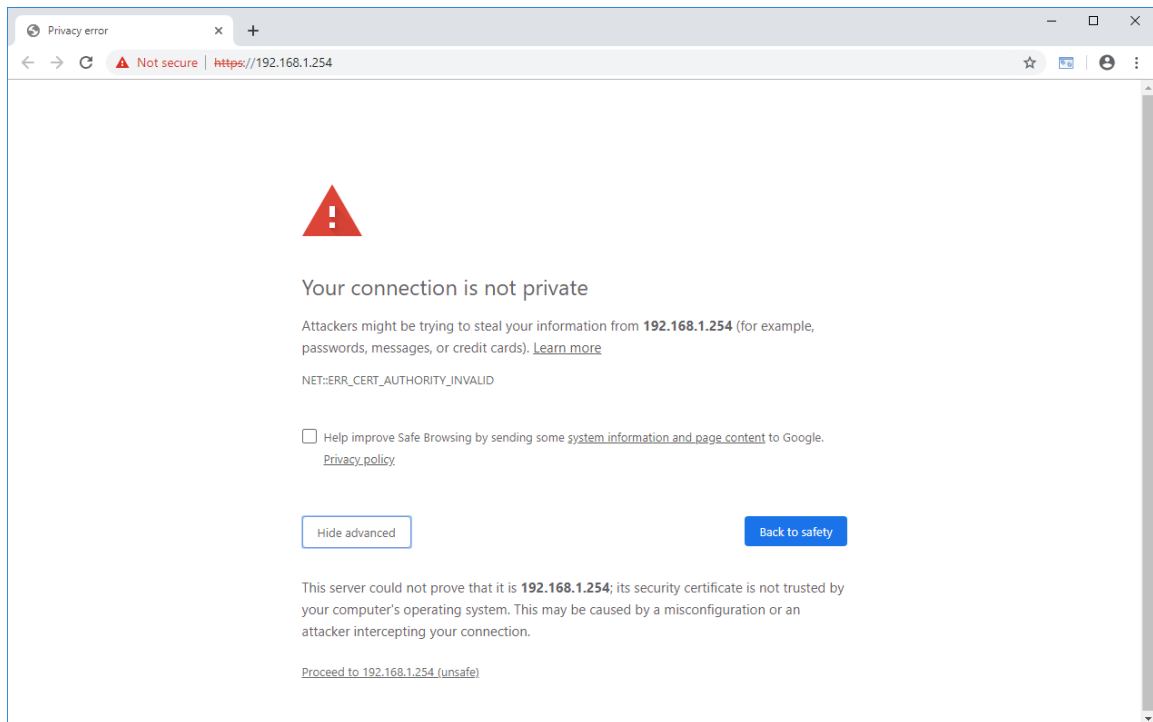 Privacy error
Not secure | https://192.168.1.254
Your connection is not private
Attackers might be trying to steal your information from 192.168.1.254 (for example,
passwords, messages, or credit cards). Learn more
NET::ERR_CERT_AUTHORITY_INVALID
Help improve Safe Browsing by sending some system information and page content to Google.
Privacy policy
Hide advanced
Back to safety
This server could not prove that it is 192.168.1.254; its security certificate is not trusted by
your computer's operating system. This may be caused by a misconfiguration or an
attacker intercepting your connection.
Proceed to 192.168.1.254 (unsafe)